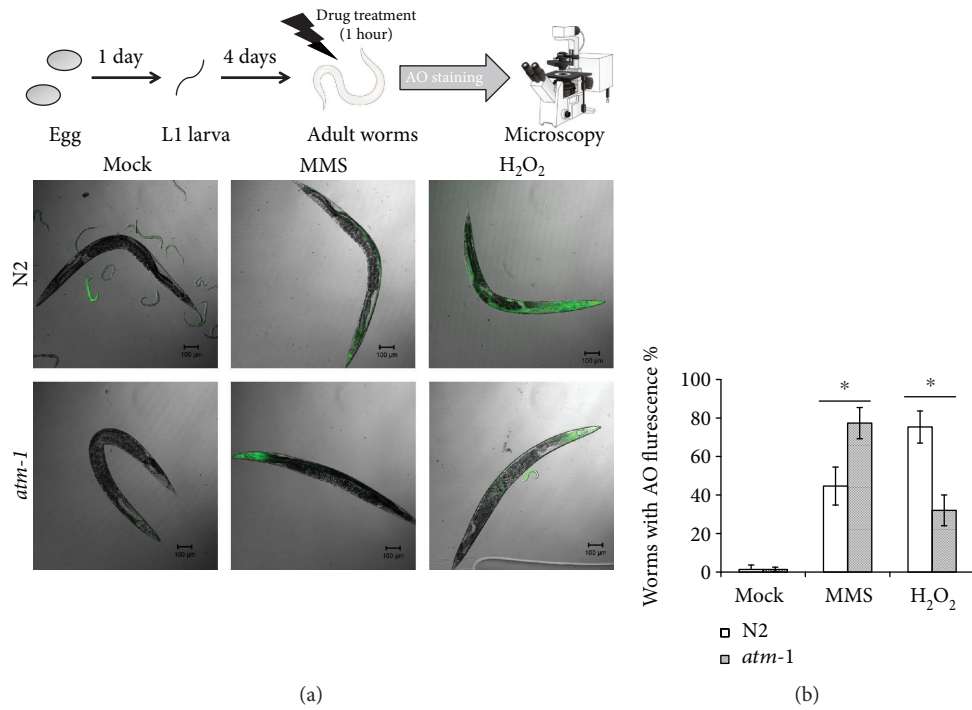 Drug treatment
(1 hour)
1 day
4 days
AO staining
Egg
L1 larva
Adult worms
Microscopy
Mock
MMS
H₂O₂
N2
100 μm
100 μm
100 μm
atm-1
100 μm
100 μm
100 μm
(a)
Worms with AO flurescence %
100
80
60
40
20
0
*
*
Mock
MMS
H₂O₂
N2
atm-1
(b)